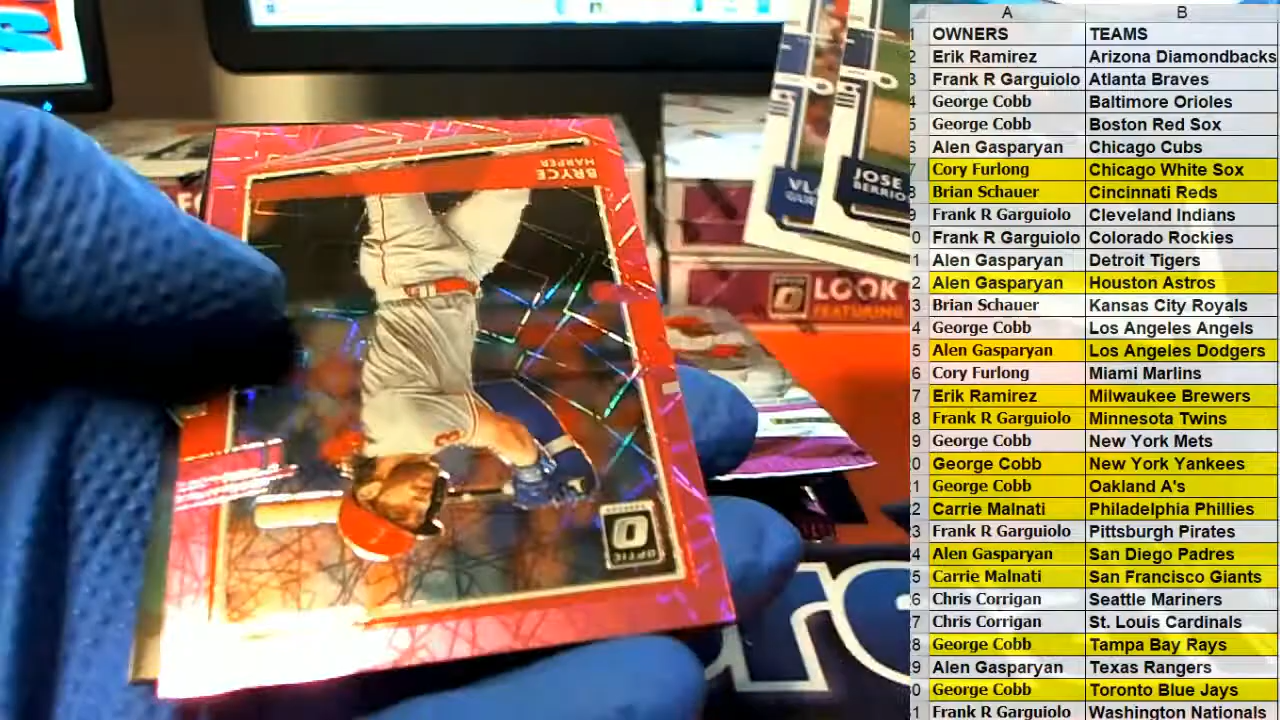 A B
1 OWNERS TEAMS
2 Erik Ramirez Arizona Diamondbacks
3 Frank R Garguiolo Atlanta Braves
4 George Cobb Baltimore Orioles
5 George Cobb Boston Red Sox
6 Alen Gasparyan Chicago Cubs
7 Cory Furlong Chicago White Sox
8 Brian Schauer Cincinnati Reds
9 Frank R Garguiolo Cleveland Indians
0 Frank R Garguiolo Colorado Rockies
1 Alen Gasparyan Detroit Tigers
2 Alen Gasparyan Houston Astros
3 Brian Schauer Kansas City Royals
4 George Cobb Los Angeles Angels
5 Alen Gasparyan Los Angeles Dodgers
6 Cory Furlong Miami Marlins
7 Erik Ramirez Milwaukee Brewers
8 Frank R Garguiolo Minnesota Twins
9 George Cobb New York Mets
0 George Cobb New York Yankees
1 George Cobb Oakland A's
2 Carrie Malnati Philadelphia Phillies
3 Frank R Garguiolo Pittsburgh Pirates
4 Alen Gasparyan San Diego Padres
5 Carrie Malnati San Francisco Giants
6 Chris Corrigan Seattle Mariners
7 Chris Corrigan St. Louis Cardinals
8 George Cobb Tampa Bay Rays
9 Alen Gasparyan Texas Rangers
0 George Cobb Toronto Blue Jays
1 Frank R Garguiolo Washington Nationals
BRYCE
HARPER
OPTIC
3
JOSE
BERRIO
VL
LOOK
FEATURING